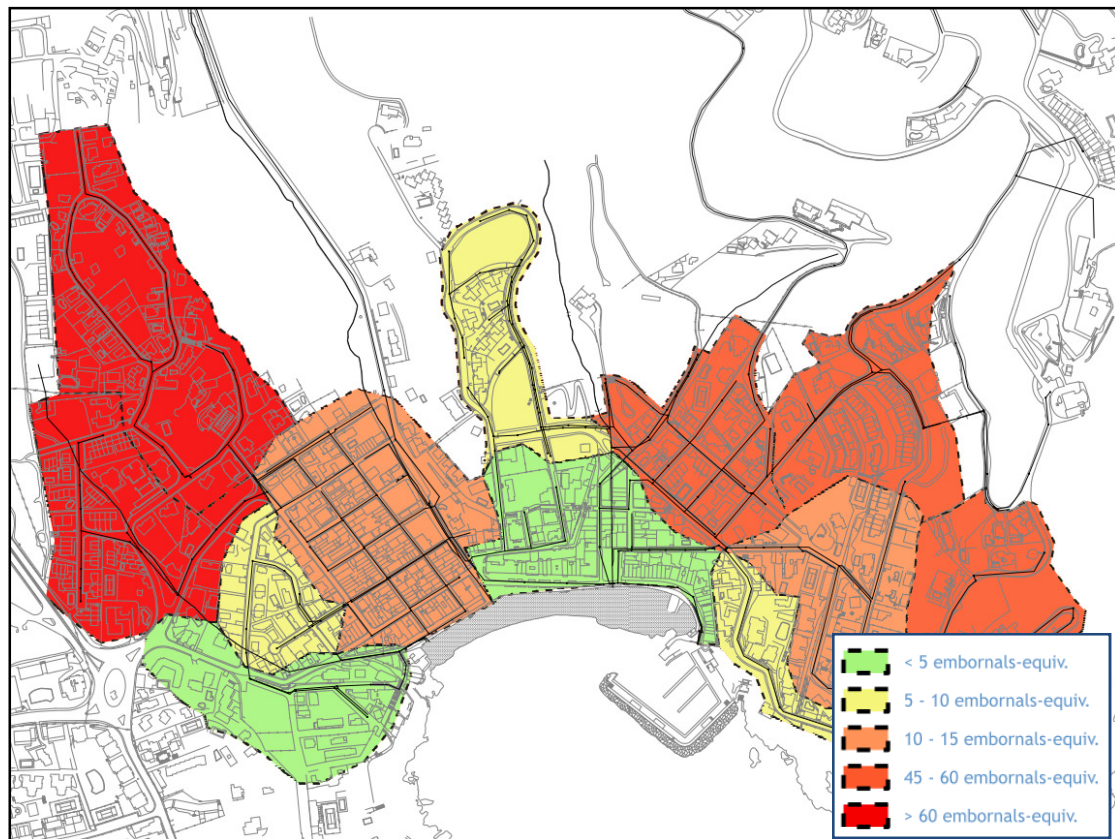 < 5 embornals-equiv.
5 - 10 embornals-equiv.
10 - 15 embornals-equiv.
45 - 60 embornals-equiv.
> 60 embornals-equiv.